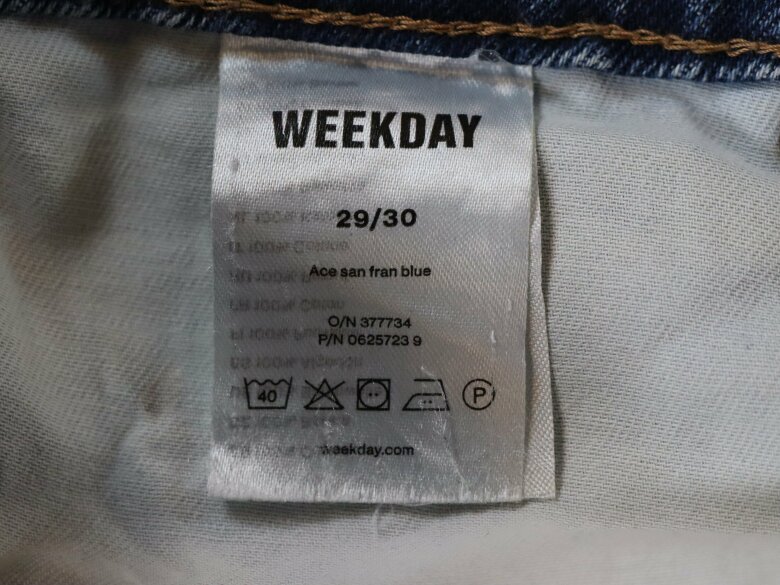 WEEKDAY
29/30
Ace san fran blue
O/N 377734
P/N 0625723 9
40 P
weekday.com